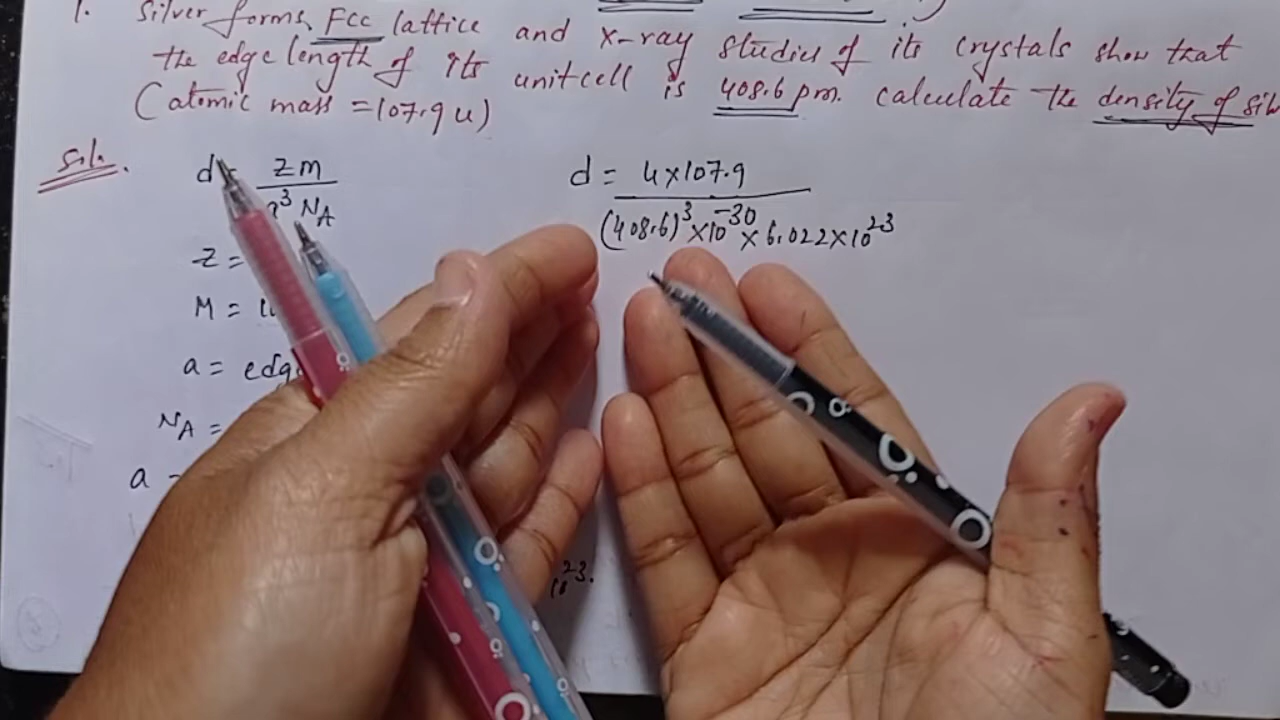 1. Silver forms Fcc lattice and x-ray studies of its crystals show that
the edge length of its unitcell is 408.6 pm. calculate the density of
(atomic mass = 107.9 u)
Sol.
d = ZM / a³ NA
d = 4×107.9 / (408.6)³ ×10⁻³⁰ × 6.022×10²³
Z =
M =
a =
NA =
a
10²³.